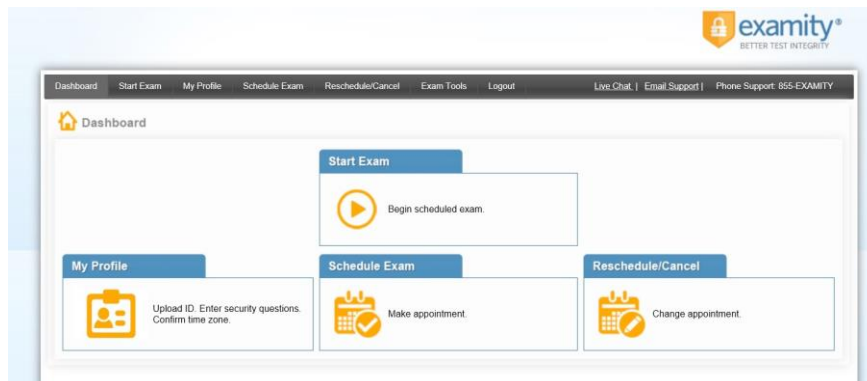 examity®
BETTER TEST INTEGRITY
Dashboard Start Exam My Profile Schedule Exam Reschedule/Cancel Exam Tools Logout Live Chat | Email Support | Phone Support: 855-EXAMITY
Dashboard
Start Exam
Begin scheduled exam.
My Profile
Upload ID. Enter security questions.
Confirm time zone.
Schedule Exam
Make appointment.
Reschedule/Cancel
Change appointment.